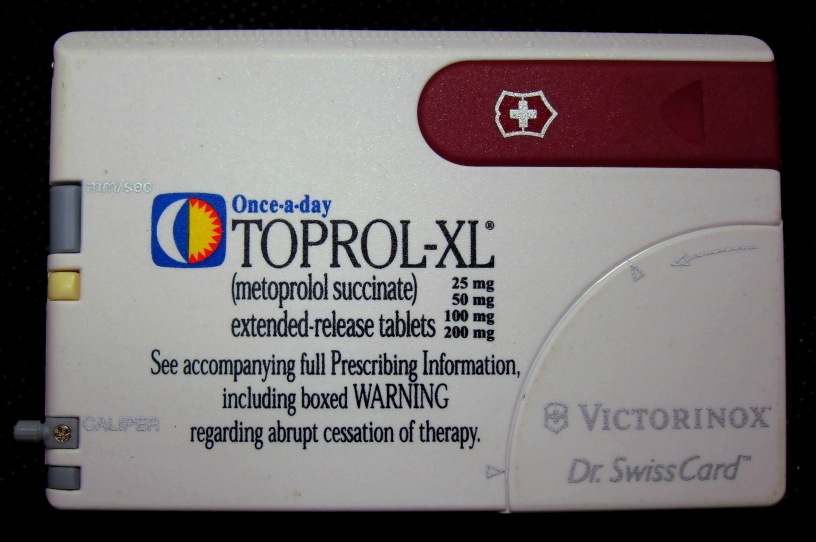 mm/sec
Once-a-day
TOPROL-XL®
(metoprolol succinate)
extended-release tablets
25 mg
50 mg
100 mg
200 mg
See accompanying full Prescribing Information,
including boxed WARNING
regarding abrupt cessation of therapy.
CALIPER
VICTORINOX
Dr. SwissCard™